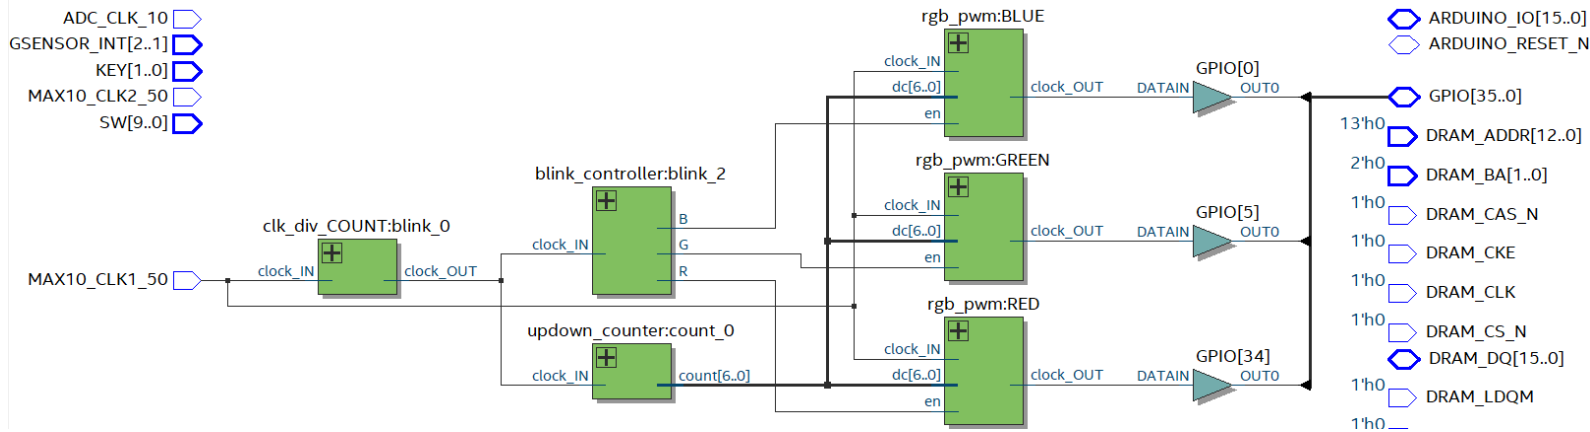 ADC_CLK_10
GSENSOR_INT[2..1]
KEY[1..0]
MAX10_CLK2_50
SW[9..0]
MAX10_CLK1_50
clk_div_COUNT:blink_0
clock_IN
clock_OUT
blink_controller:blink_2
clock_IN
B
G
R
updown_counter:count_0
clock_IN
count[6..0]
rgb_pwm:BLUE
clock_IN
dc[6..0]
en
clock_OUT
rgb_pwm:GREEN
clock_IN
dc[6..0]
en
clock_OUT
rgb_pwm:RED
clock_IN
dc[6..0]
en
clock_OUT
GPIO[0]
DATAIN
OUT0
GPIO[5]
DATAIN
OUT0
GPIO[34]
DATAIN
OUT0
ARDUINO_IO[15..0]
ARDUINO_RESET_N
GPIO[35..0]
13'h0
DRAM_ADDR[12..0]
2'h0
DRAM_BA[1..0]
1'h0
DRAM_CAS_N
1'h0
DRAM_CKE
1'h0
DRAM_CLK
1'h0
DRAM_CS_N
DRAM_DQ[15..0]
1'h0
DRAM_LDQM
1'h0